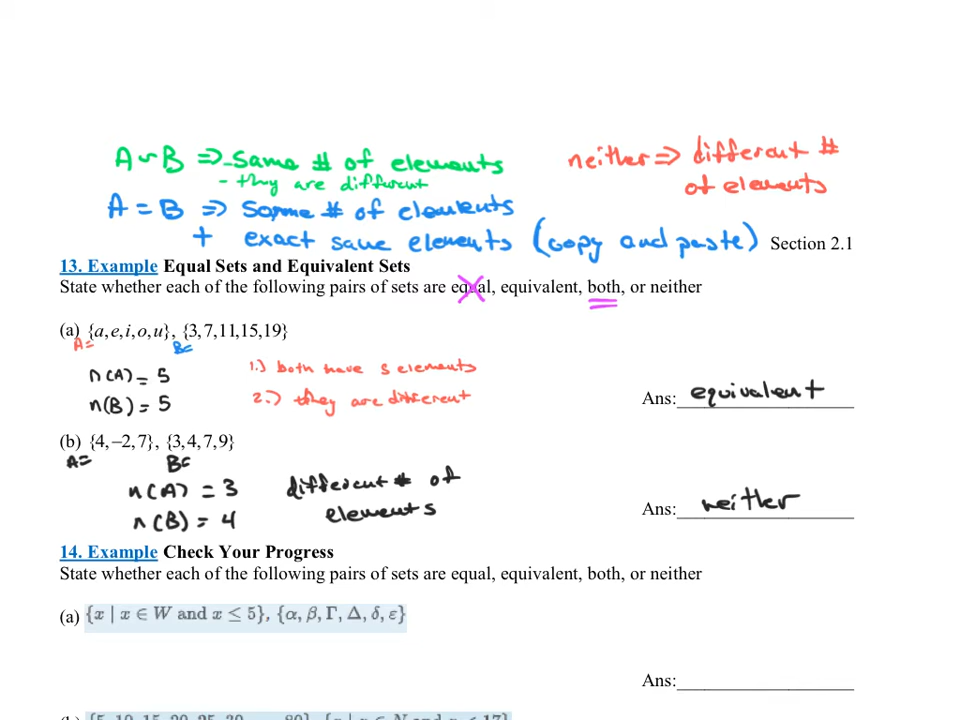 A ~ B ⇒ - same # of elements
- they are different
neither ⇒ different #
of elements
A = B ⇒ same # of elements
+ exact same elements (copy and paste)
Section 2.1
13. Example Equal Sets and Equivalent Sets
State whether each of the following pairs of sets are equal, equivalent, both, or neither
(a) {a, e, i, o, u}, {3, 7, 11, 15, 19}
A= B=
n(A) = 5
1.) both have 5 elements
n(B) = 5
2.) they are different
Ans: equivalent
(b) {4, −2, 7}, {3, 4, 7, 9}
A= B=
n(A) = 3
n(B) = 4
different # of
elements
Ans: neither
14. Example Check Your Progress
State whether each of the following pairs of sets are equal, equivalent, both, or neither
(a) {x | x ∈ W and x ≤ 5}, {α, β, Γ, Δ, δ, ε}
Ans: